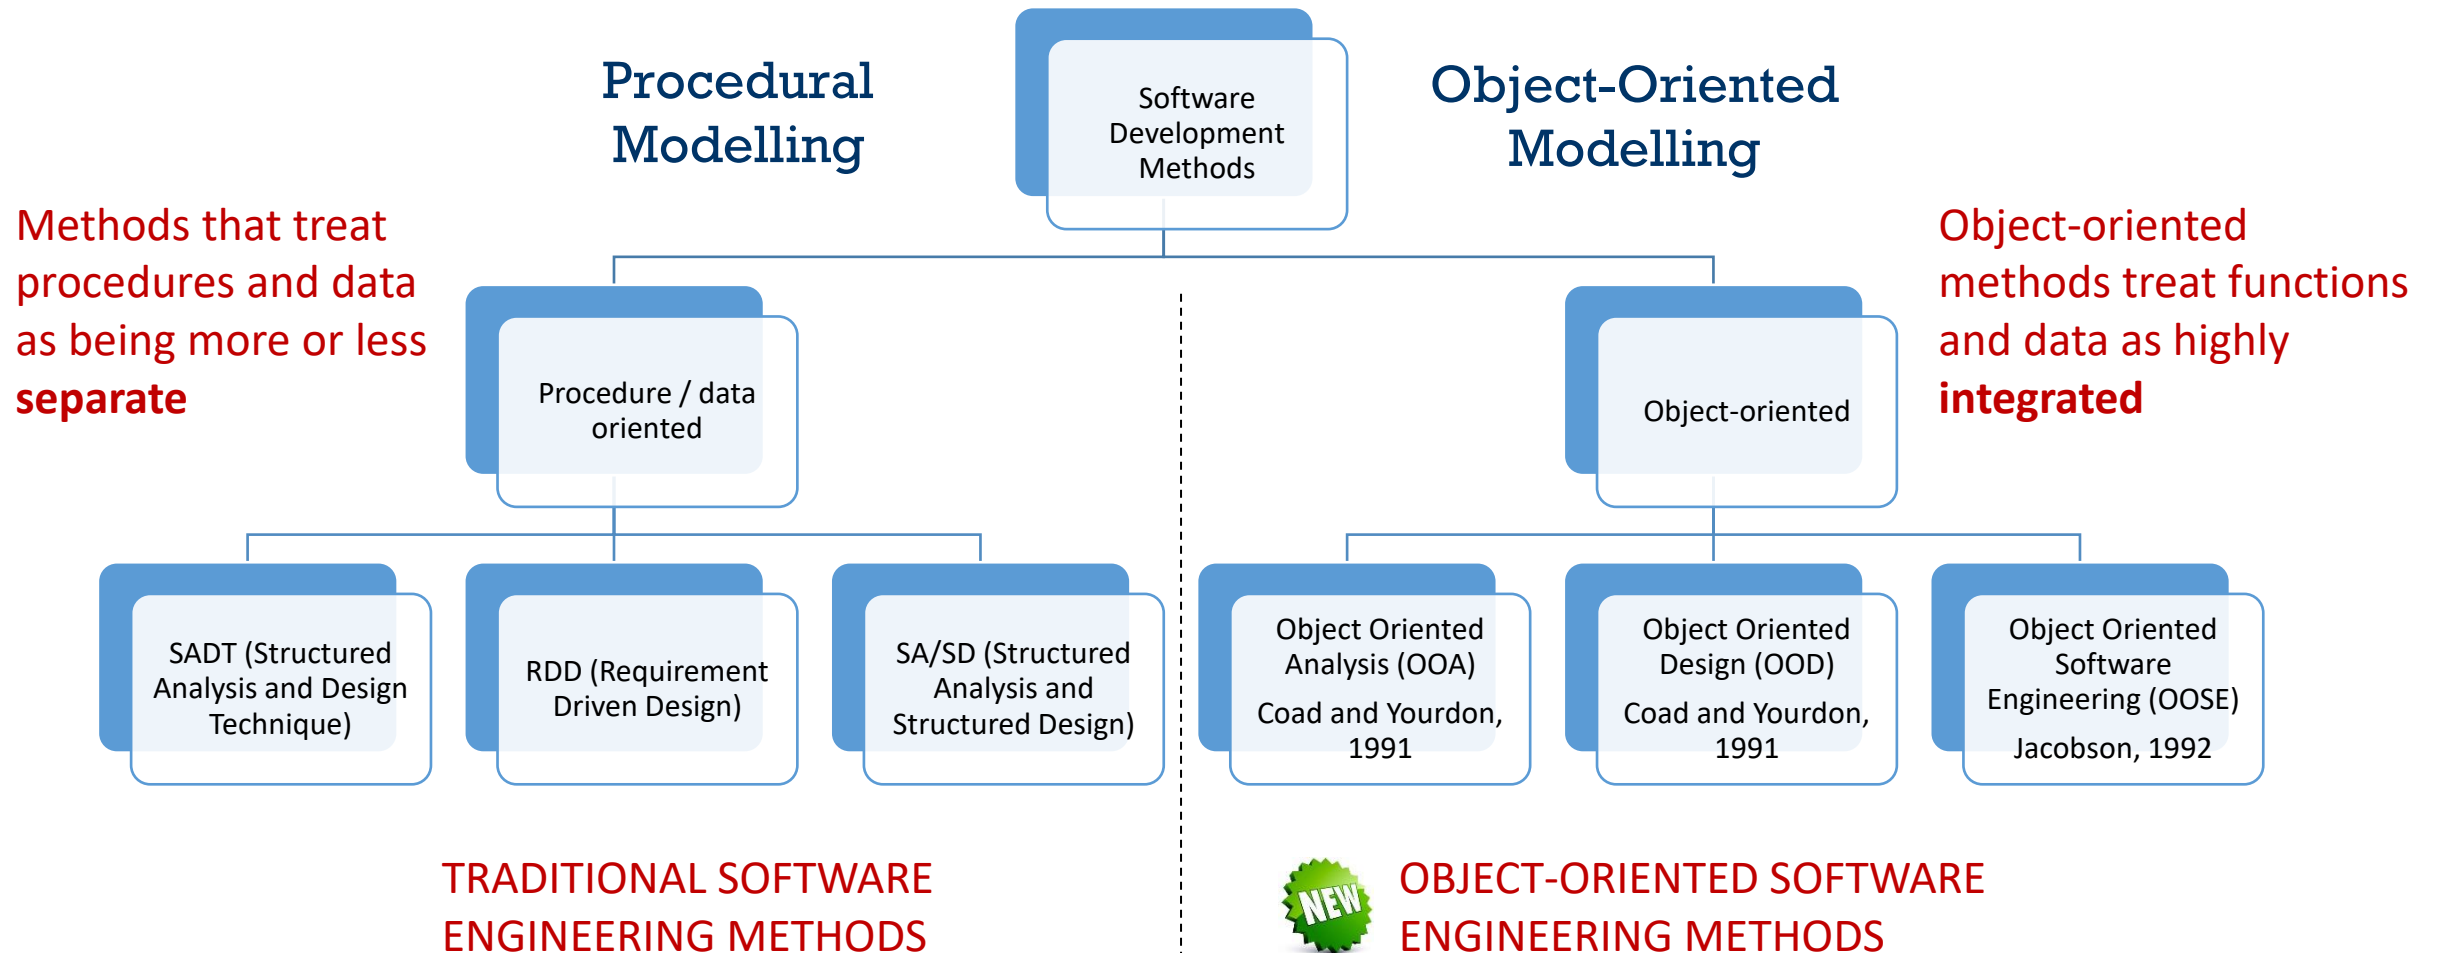 Procedural
Modelling
Software
Development
Methods
Object-Oriented
Modelling
Methods that treat
procedures and data
as being more or less
separate
Object-oriented
methods treat functions
and data as highly
integrated
Procedure / data
oriented
Object-oriented
SADT (Structured
Analysis and Design
Technique)
RDD (Requirement
Driven Design)
SA/SD (Structured
Analysis and
Structured Design)
Object Oriented
Analysis (OOA)
Coad and Yourdon,
1991
Object Oriented
Design (OOD)
Coad and Yourdon,
1991
Object Oriented
Software
Engineering (OOSE)
Jacobson, 1992
TRADITIONAL SOFTWARE
ENGINEERING METHODS
NEW
OBJECT-ORIENTED SOFTWARE
ENGINEERING METHODS